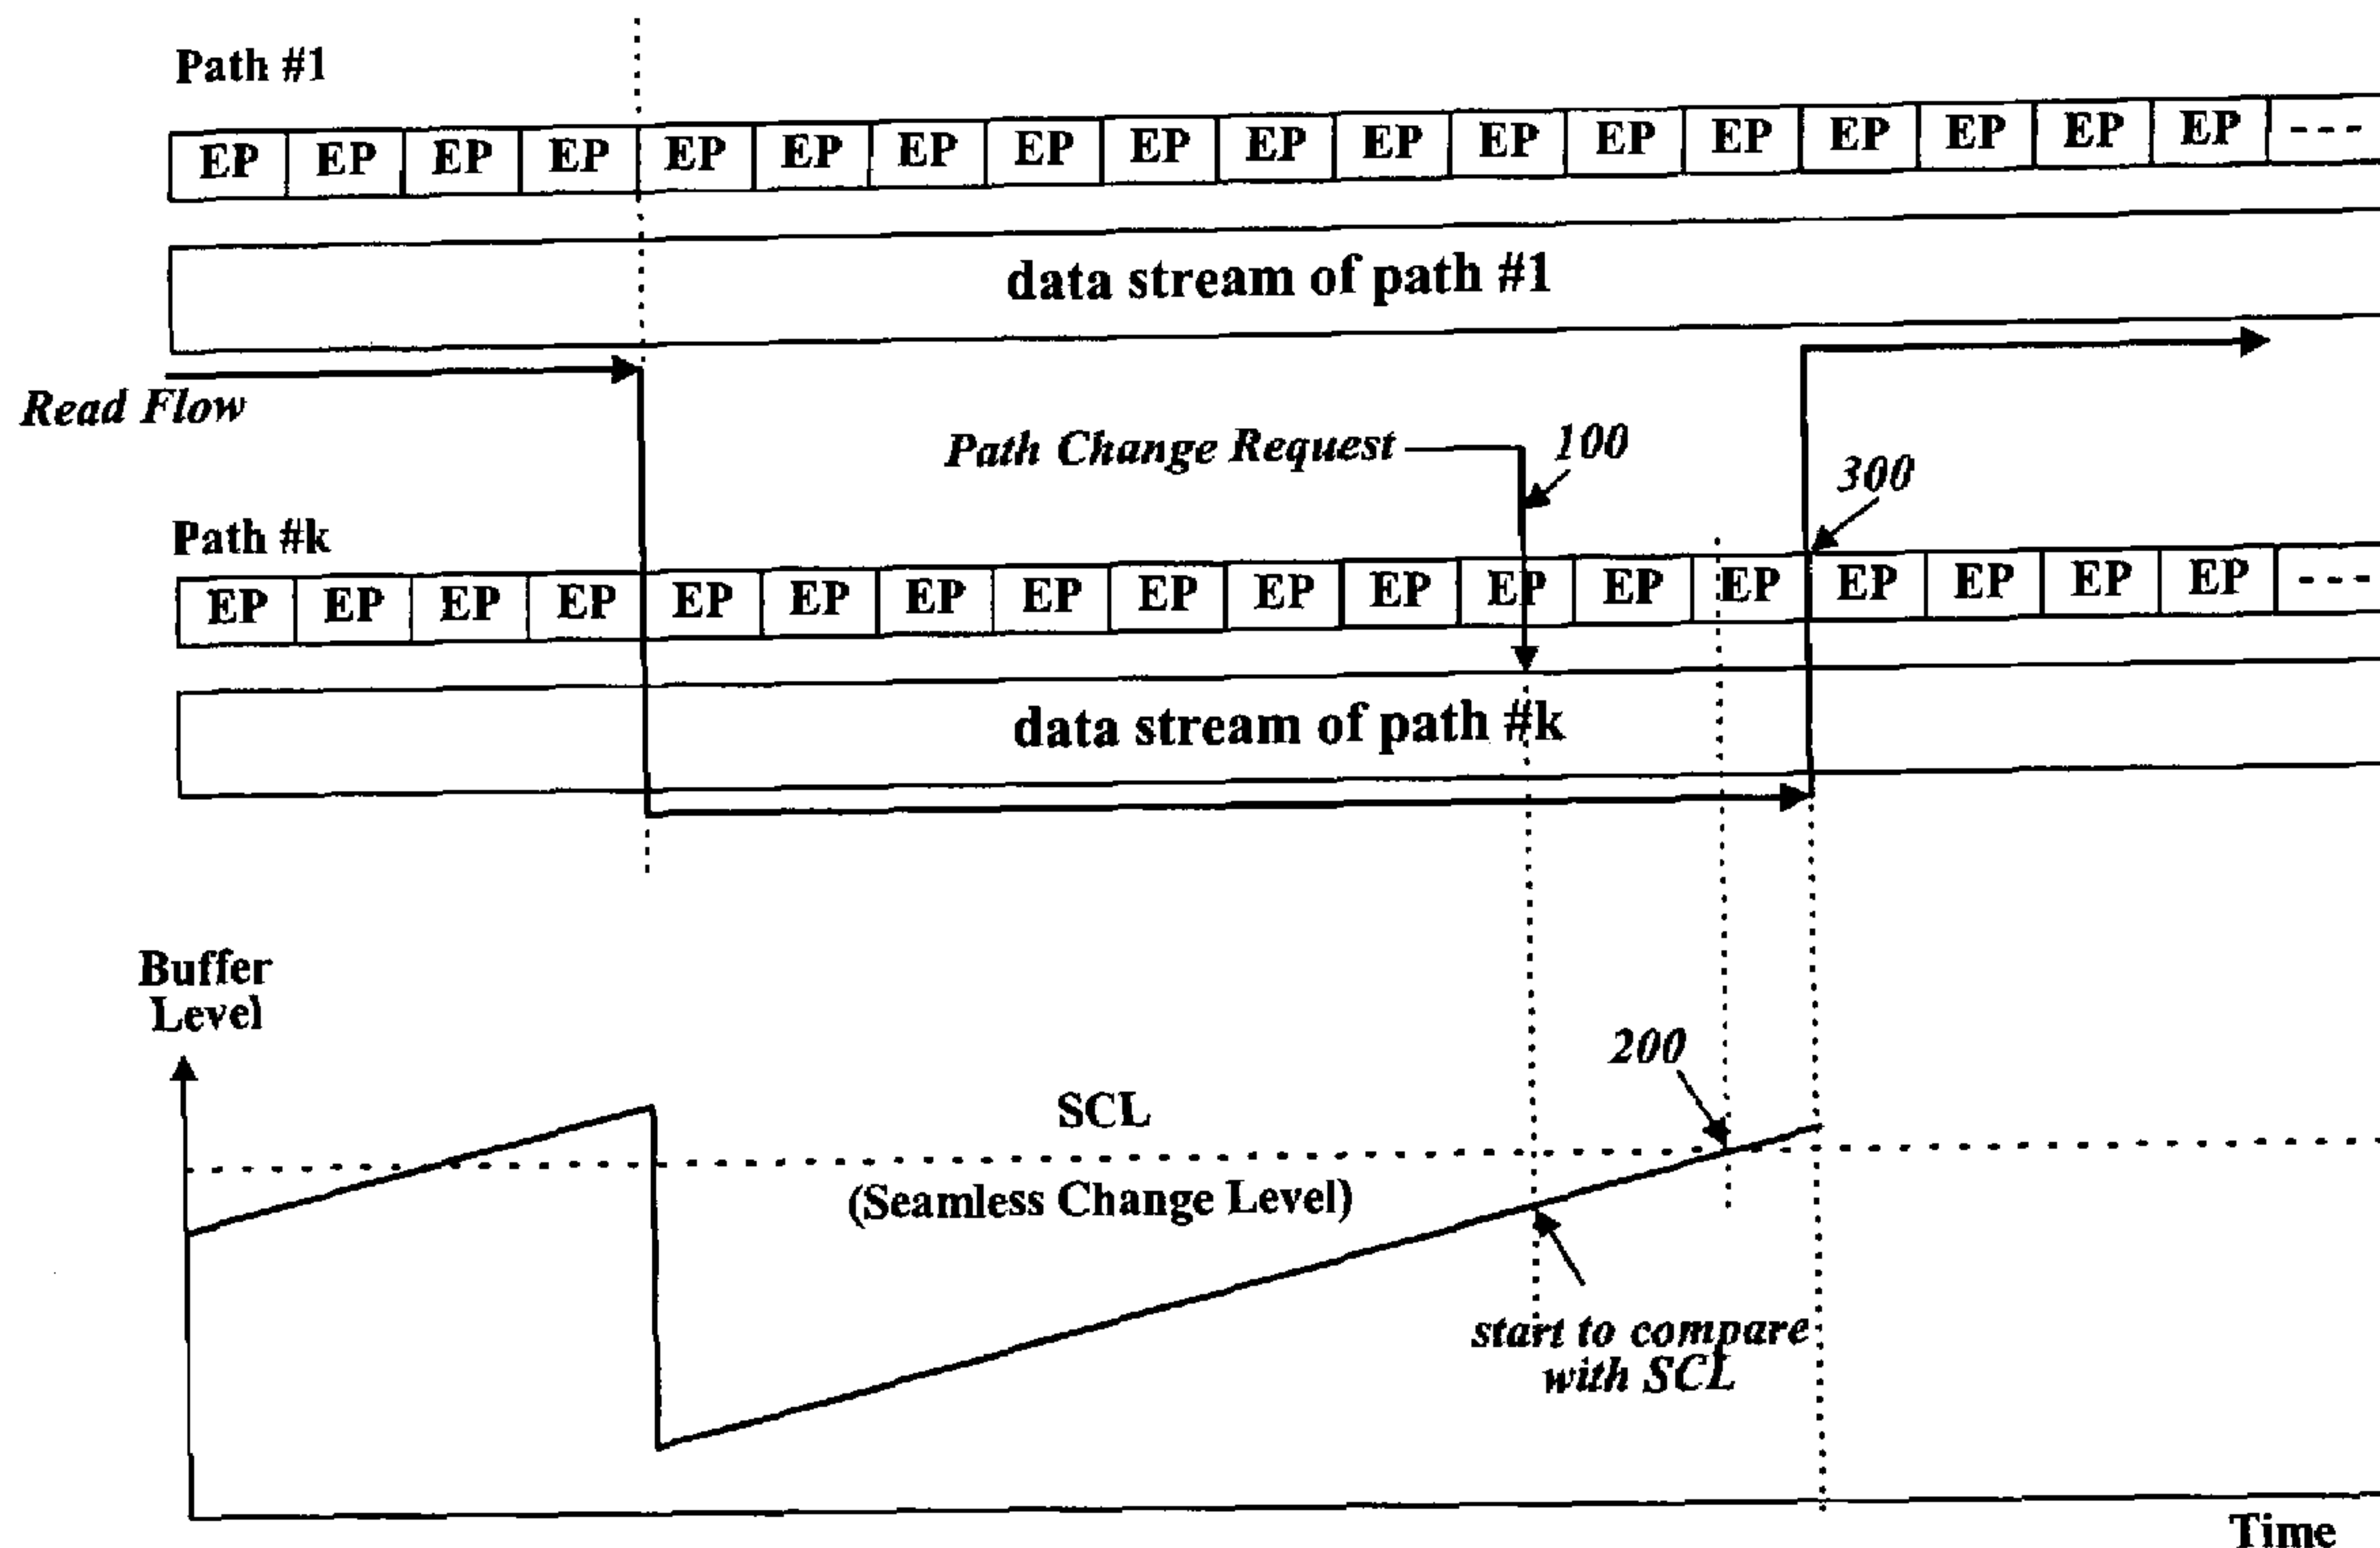 Path #1
EP EP EP EP EP EP EP EP EP EP EP EP EP EP EP EP EP EP ---
data stream of path #1
Read Flow
Path Change Request
100
300
Path #k
EP EP EP EP EP EP EP EP EP EP EP EP EP EP EP EP EP EP ---
data stream of path #k
Buffer
Level
200
SCL
(Seamless Change Level)
start to compare
with SCL
Time